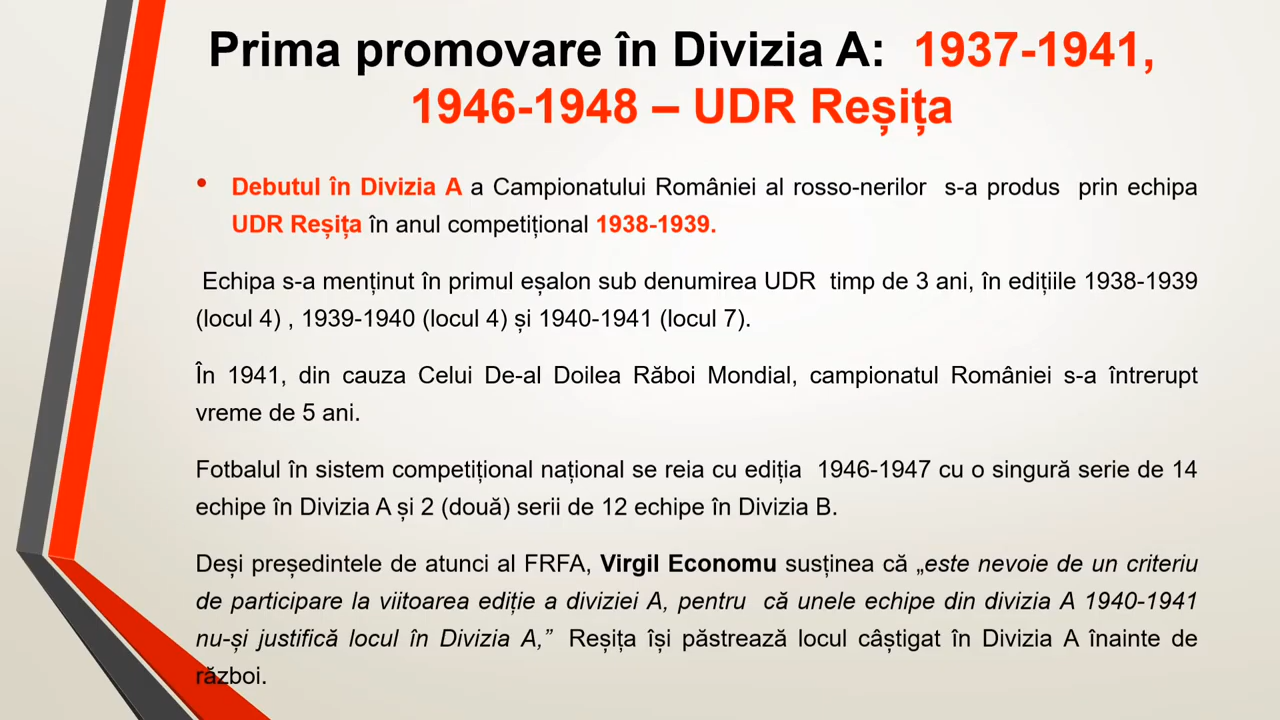 Prima promovare în Divizia A: 1937-1941,
1946-1948 – UDR Reșița
• Debutul în Divizia A a Campionatului României al rosso-nerilor s-a produs prin echipa
UDR Reșița în anul competițional 1938-1939.
Echipa s-a menținut în primul eșalon sub denumirea UDR timp de 3 ani, în edițiile 1938-1939
(locul 4) , 1939-1940 (locul 4) și 1940-1941 (locul 7).
În 1941, din cauza Celui De-al Doilea Răboi Mondial, campionatul României s-a întrerupt
vreme de 5 ani.
Fotbalul în sistem competițional național se reia cu ediția 1946-1947 cu o singură serie de 14
echipe în Divizia A și 2 (două) serii de 12 echipe în Divizia B.
Deși președintele de atunci al FRFA, Virgil Economu susținea că „este nevoie de un criteriu
de participare la viitoarea ediție a diviziei A, pentru că unele echipe din divizia A 1940-1941
nu-și justifică locul în Divizia A,” Reșița își păstrează locul câștigat în Divizia A înainte de
război.